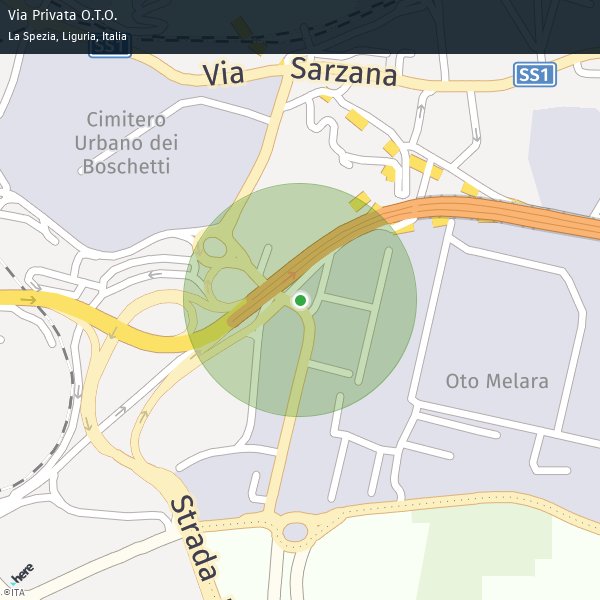 Via Privata O.T.O.
La Spezia, Liguria, Italia
SS1
Via Sarzana
SS1
Cimitero
Urbano dei
Boschetti
Oto Melara
Strada
V
here
©ITA